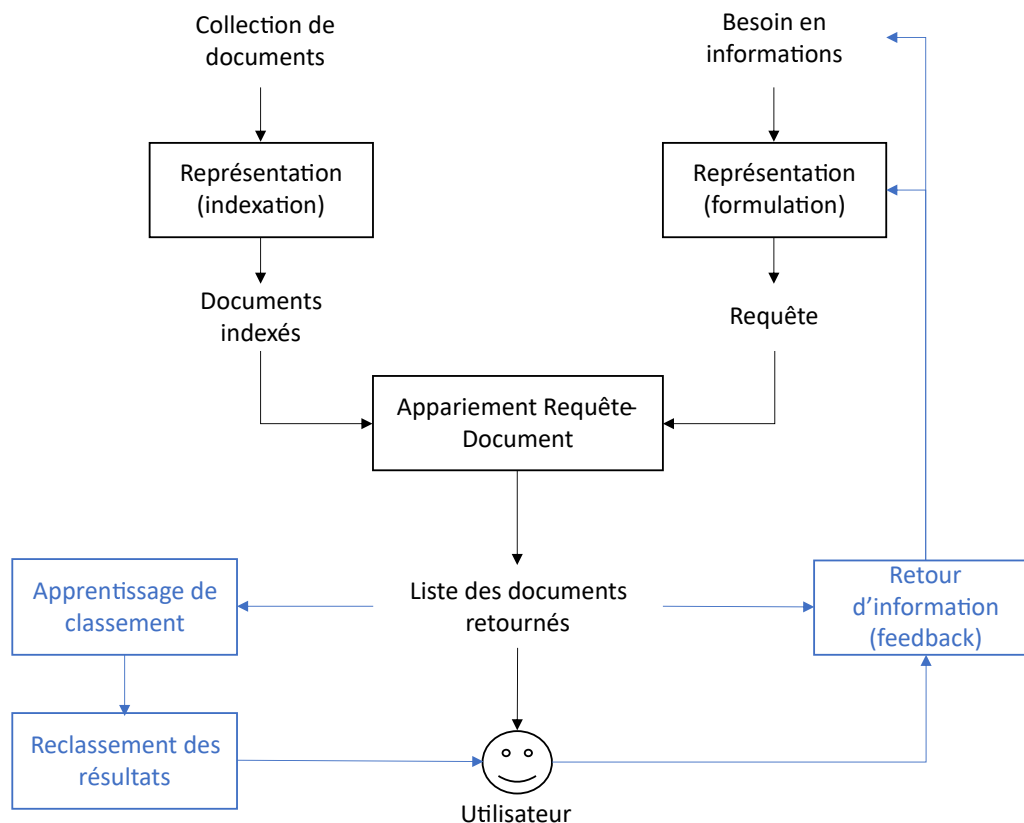 Collection de
documents
Besoin en
informations
Représentation
(indexation)
Représentation
(formulation)
Documents
indexés
Requête
Appariement Requête-
Document
Apprentissage de
classement
Liste des documents
retournés
Retour
d'information
(feedback)
Reclassement des
résultats
Utilisateur